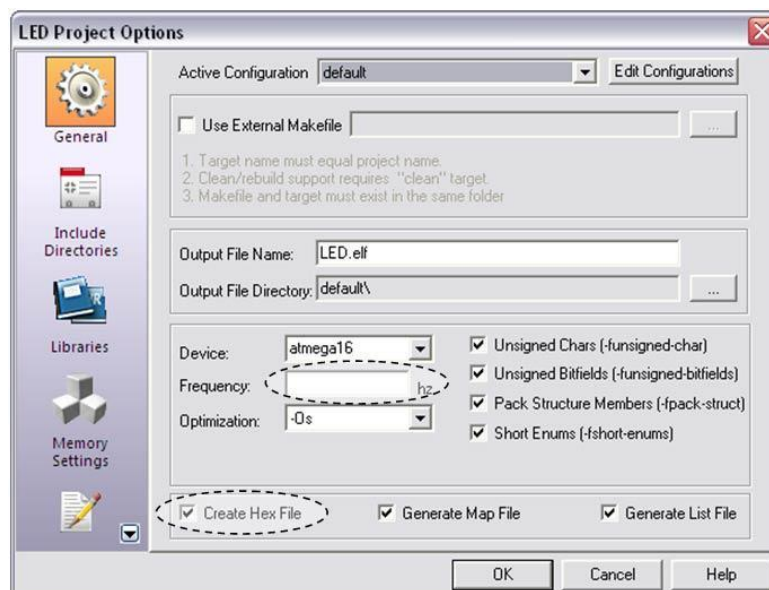 LED Project Options
General
Include
Directories
Libraries
Memory
Settings
Active Configuration default Edit Configurations
Use External Makefile ...
1. Target name must equal project name.
2. Clean/rebuild support requires "clean" target.
3. Makefile and target must exist in the same folder
Output File Name: LED.elf
Output File Directory: default\ ...
Device: atmega16
Frequency: hz
Optimization: -Os
Unsigned Chars (-funsigned-char)
Unsigned Bitfields (-funsigned-bitfields)
Pack Structure Members (-fpack-struct)
Short Enums (-fshort-enums)
Create Hex File Generate Map File Generate List File
OK Cancel Help